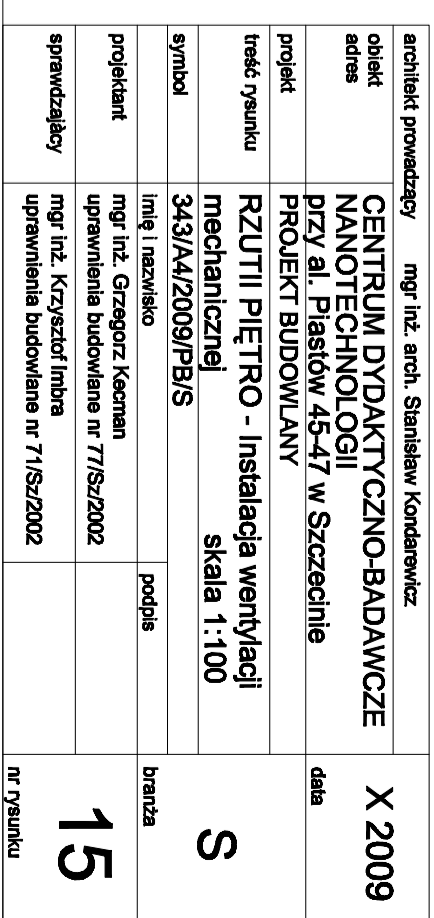 architekt prowadzący mgr inż. arch. Stanisław Kondarewicz
obiekt
adres
CENTRUM DYDAKTYCZNO-BADAWCZE
NANOTECHNOLOGII
przy al. Piastów 45-47 w Szczecinie
X 2009
data
projekt PROJEKT BUDOWLANY
treść rysunku RZUTII PIĘTRO - Instalacja wentylacji
mechanicznej skala 1:100
symbol 343/A4/2009/PB/S
S
branża
imię i nazwisko podpis
projektant mgr inż. Grzegorz Kecman
uprawnienia budowlane nr 77/Sz/2002
sprawdzajàcy mgr inż. Krzysztof Imbra
uprawnienia budowlane nr 71/Sz/2002
15
nr rysunku